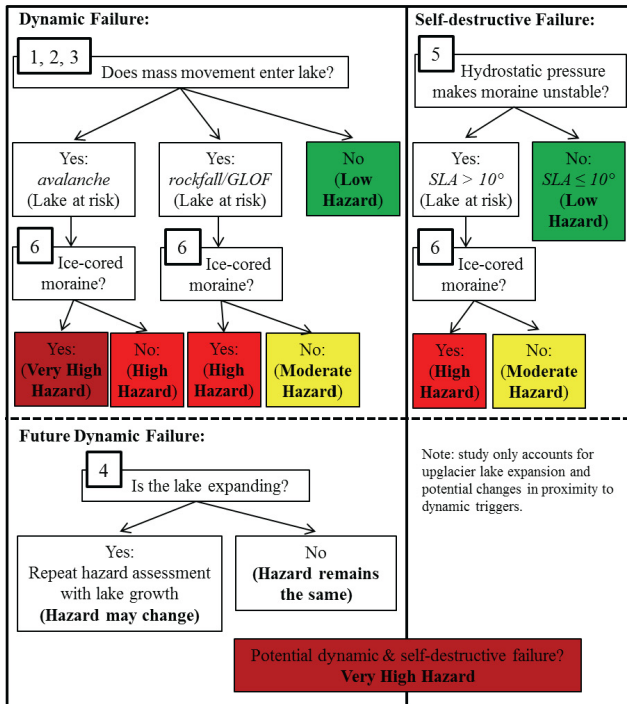 Dynamic Failure:
1, 2, 3
Does mass movement enter lake?
Yes:
avalanche
(Lake at risk)
Yes:
rockfall/GLOF
(Lake at risk)
No
(Low
Hazard)
6
Ice-cored
moraine?
6
Ice-cored
moraine?
Yes:
(Very High
Hazard)
No:
(High
Hazard)
Yes:
(High
Hazard)
No:
(Moderate
Hazard)
Self-destructive Failure:
5
Hydrostatic pressure
makes moraine unstable?
Yes:
SLA > 10°
(Lake at risk)
No:
SLA ≤ 10°
(Low
Hazard)
6
Ice-cored
moraine?
Yes:
(High
Hazard)
No:
(Moderate
Hazard)
Future Dynamic Failure:
4
Is the lake expanding?
Yes:
Repeat hazard assessment
with lake growth
(Hazard may change)
No
(Hazard remains
the same)
Note: study only accounts for
upglacier lake expansion and
potential changes in proximity to
dynamic triggers.
Potential dynamic & self-destructive failure?
Very High Hazard